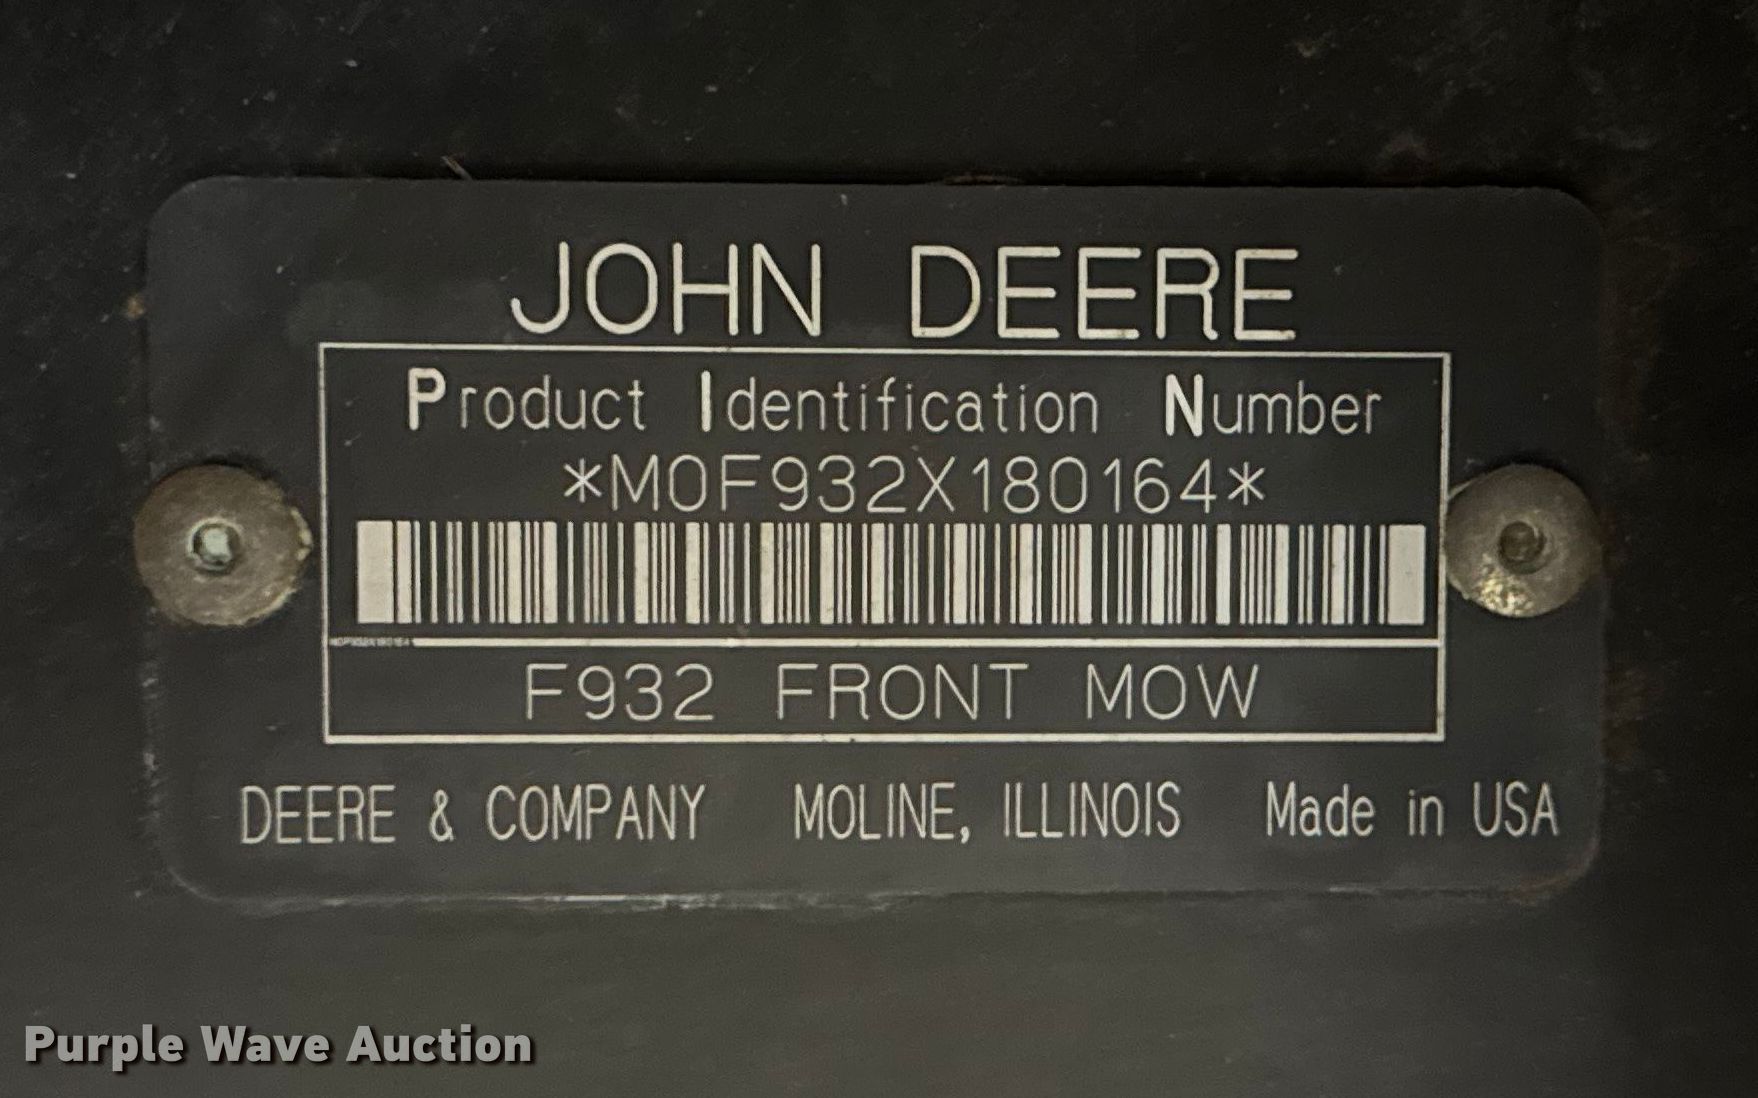 JOHN DEERE
Product Identification Number
*M0F932X180164*
F932 FRONT MOW
DEERE & COMPANY MOLINE, ILLINOIS Made in USA
Purple Wave Auction